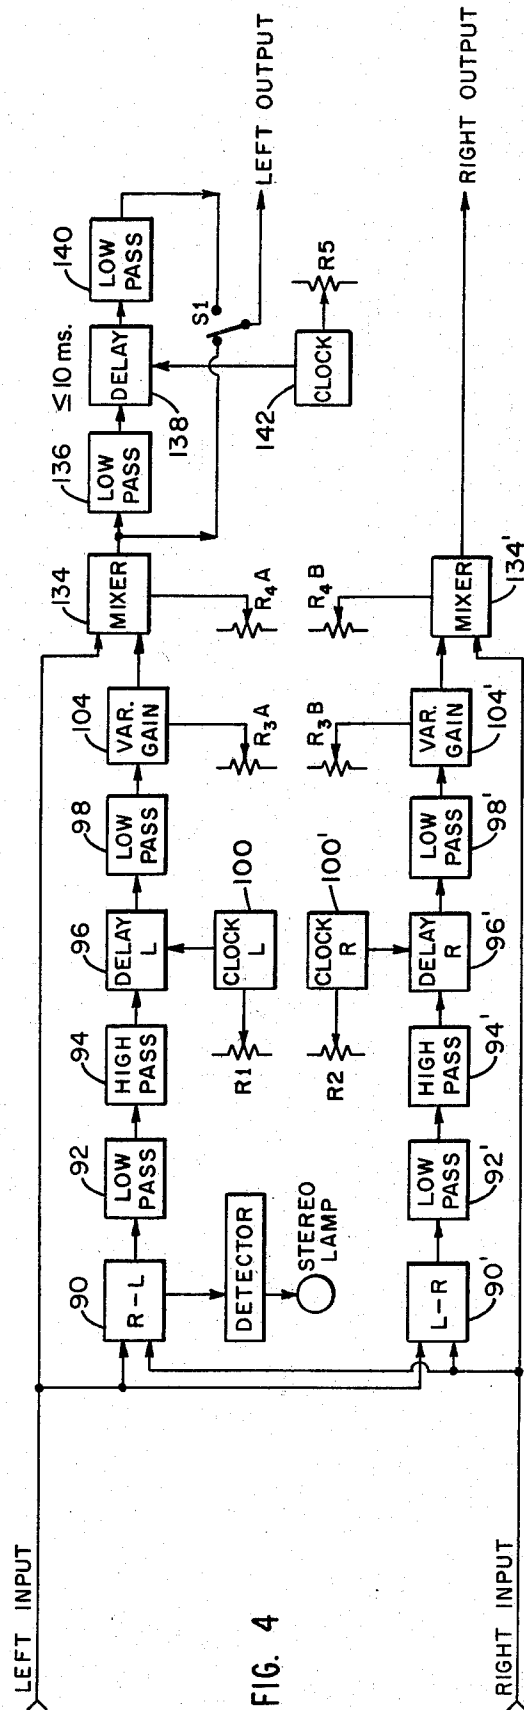 LEFT INPUT
RIGHT INPUT
FIG. 4
90
R-L
DETECTOR
STEREO
LAMP
90'
L-R
92
LOW
PASS
94
HIGH
PASS
96
DELAY
L
98
LOW
PASS
104
VAR.
GAIN
134
MIXER
136
LOW
PASS
≤10 ms.
DELAY
138
140
LOW
PASS
S1
LEFT OUTPUT
142
CLOCK
R5
R1
CLOCK
L
100
R3A
R4A
R2
CLOCK
R
100'
R3B
R4B
LOW
PASS
92'
HIGH
PASS
94'
DELAY
R
96'
LOW
PASS
98'
VAR.
GAIN
104'
MIXER
134'
RIGHT OUTPUT